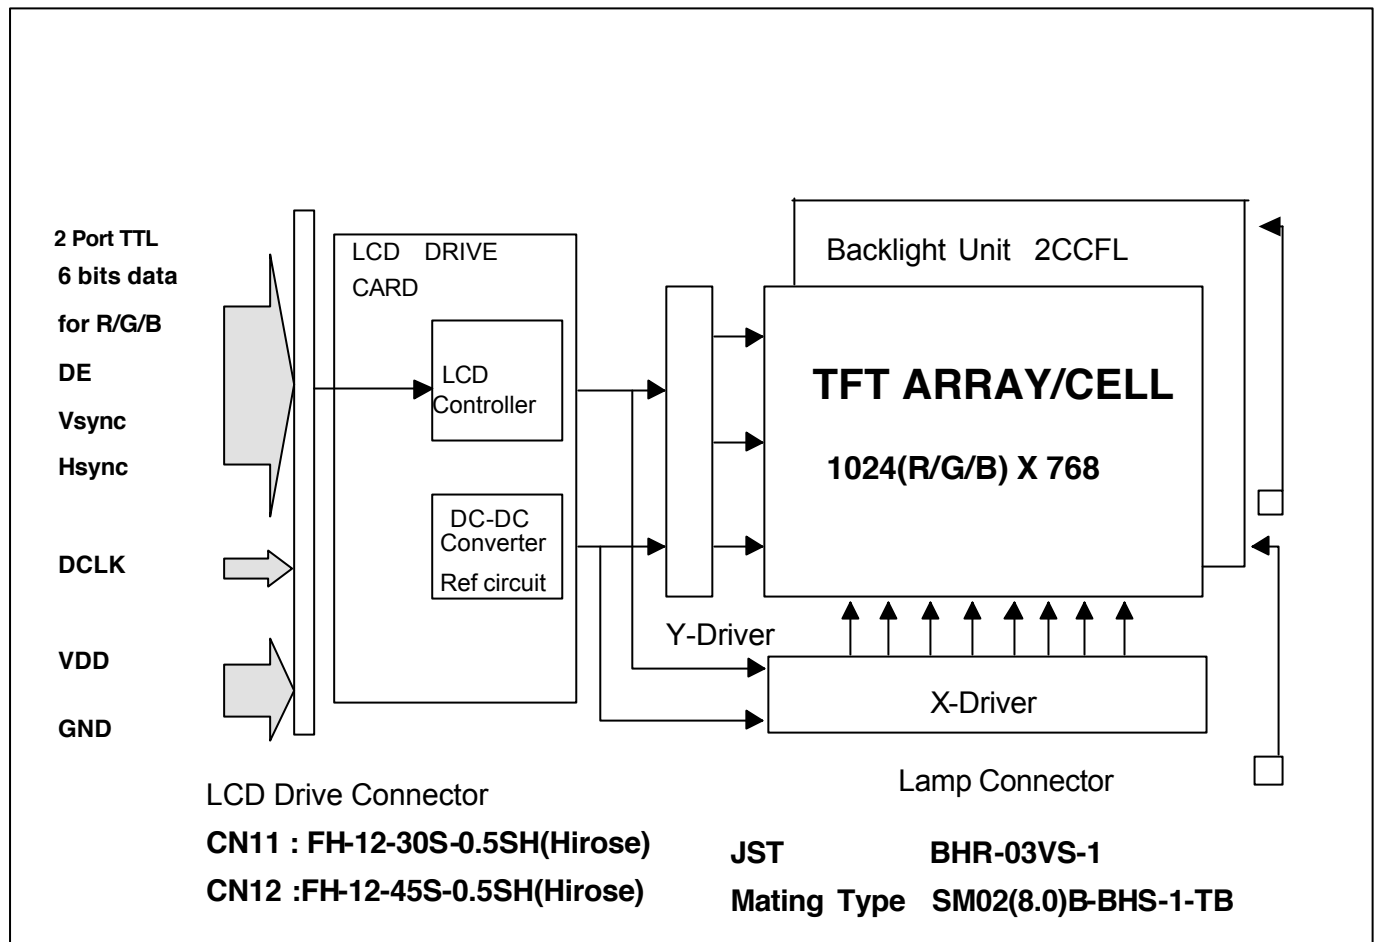 2 Port TTL
6 bits data
for R/G/B
DE
Vsync
Hsync
DCLK
VDD
GND
LCD DRIVE
CARD
LCD
Controller
DC-DC
Converter
Ref circuit
Y-Driver
Backlight Unit 2CCFL
TFT ARRAY/CELL
1024(R/G/B) X 768
X-Driver
LCD Drive Connector
CN11 : FH-12-30S-0.5SH(Hirose)
CN12 :FH-12-45S-0.5SH(Hirose)
Lamp Connector
JST BHR-03VS-1
Mating Type SM02(8.0)B-BHS-1-TB